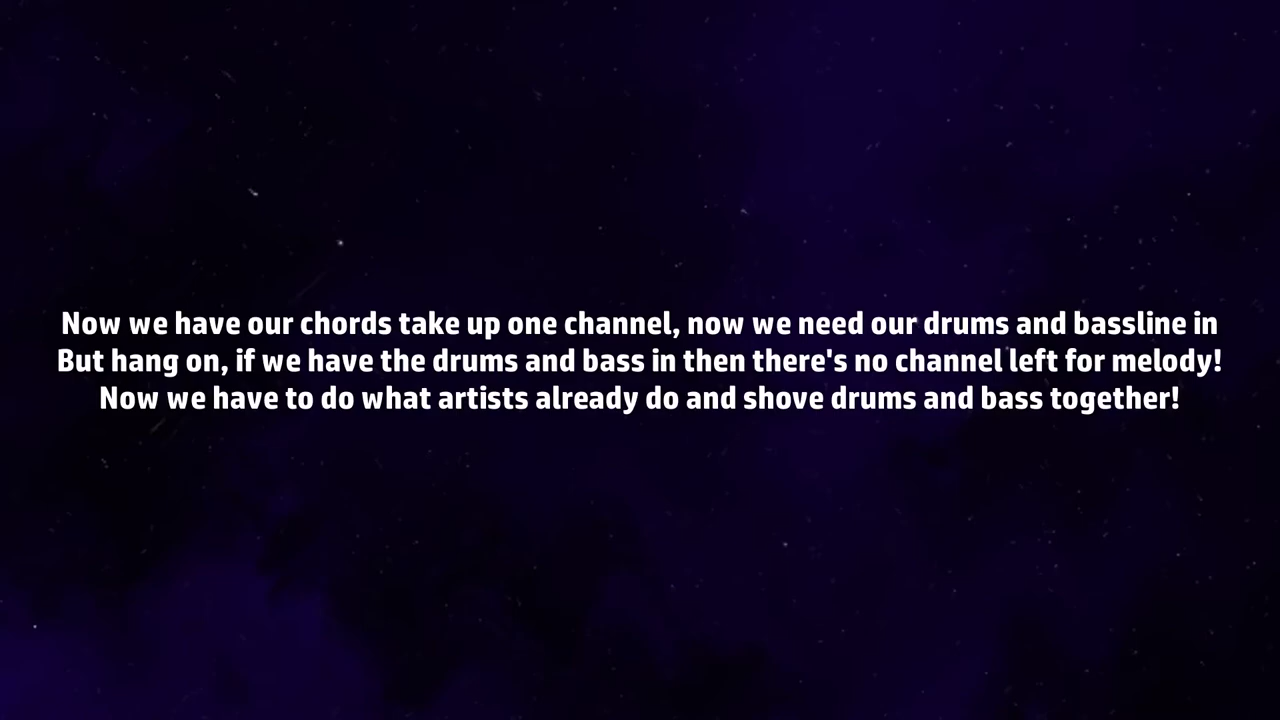 Now we have our chords take up one channel, now we need our drums and bassline in
But hang on, if we have the drums and bass in then there's no channel left for melody!
Now we have to do what artists already do and shove drums and bass together!